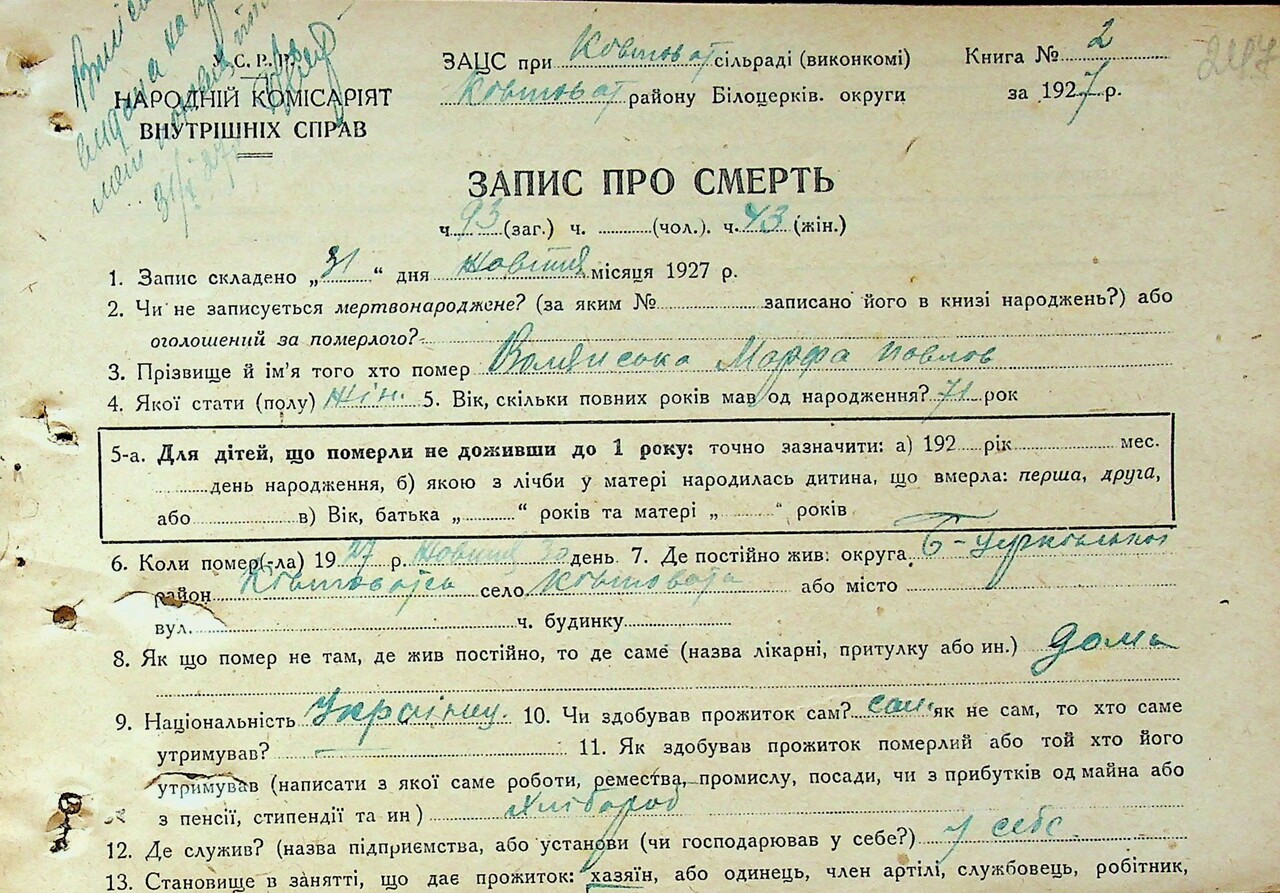 У.С.Р.Р.
НАРОДНІЙ КОМІСАРІЯТ
ВНУТРІШНІХ СПРАВ
31/X 27
ЗАЦС при Ковшоват сільраді (виконкомі)
Ковшоват району Білоцерків. округи
Книга № 2
за 1927 р.
247
ЗАПИС ПРО СМЕРТЬ
ч. 93 (заг.) ч. ............(чол.). ч. 43 (жін.)
1. Запис складено „ 31 “ дня жовтня місяця 1927 р.
2. Чи не записується мертвонароджене? (за яким №..............записано його в книзі народжень?) або
оголошений за померлого?
3. Прізвище й ім'я того хто помер Марфа Павлов
4. Якої статі (полу) жін. 5. Вік, скільки повних років мав од народження? 71 рок
5-а. Для дітей, що померли не доживши до 1 року: точно зазначити: а) 192.....рік............мес.
.........день народження, б) якою з лічби у матері народилась дитина, що вмерла: перша, друга,
або..............в) Вік, батька „.........“ років та матері „.........“ років
6. Коли помер(-ла) 1927 р. жовтня 30 день. 7. Де постійно жив: округа Б-Церковської
район Ковшоватсь село Ковшовата або місто
вул. ч. будинку
8. Як що помер не там, де жив постійно, то де саме (назва лікарні, притулку або ин.) дома
9. Національність Українц. 10. Чи здобував прожиток сам? сам. як не сам, то хто саме
утримував? 11. Як здобував прожиток померлий або той хто його
утримував (написати з якої саме роботи, ремества, промислу, посади, чи з прибутків од майна або
з пенсії, стипендії та ин) Хлібороб
12. Де служив? (назва підприємства, або установи (чи господарював у себе?) у себе
13. Становище в занятті, що дає прожиток: хазяїн, або одинець, член артілі, службовець, робітник,